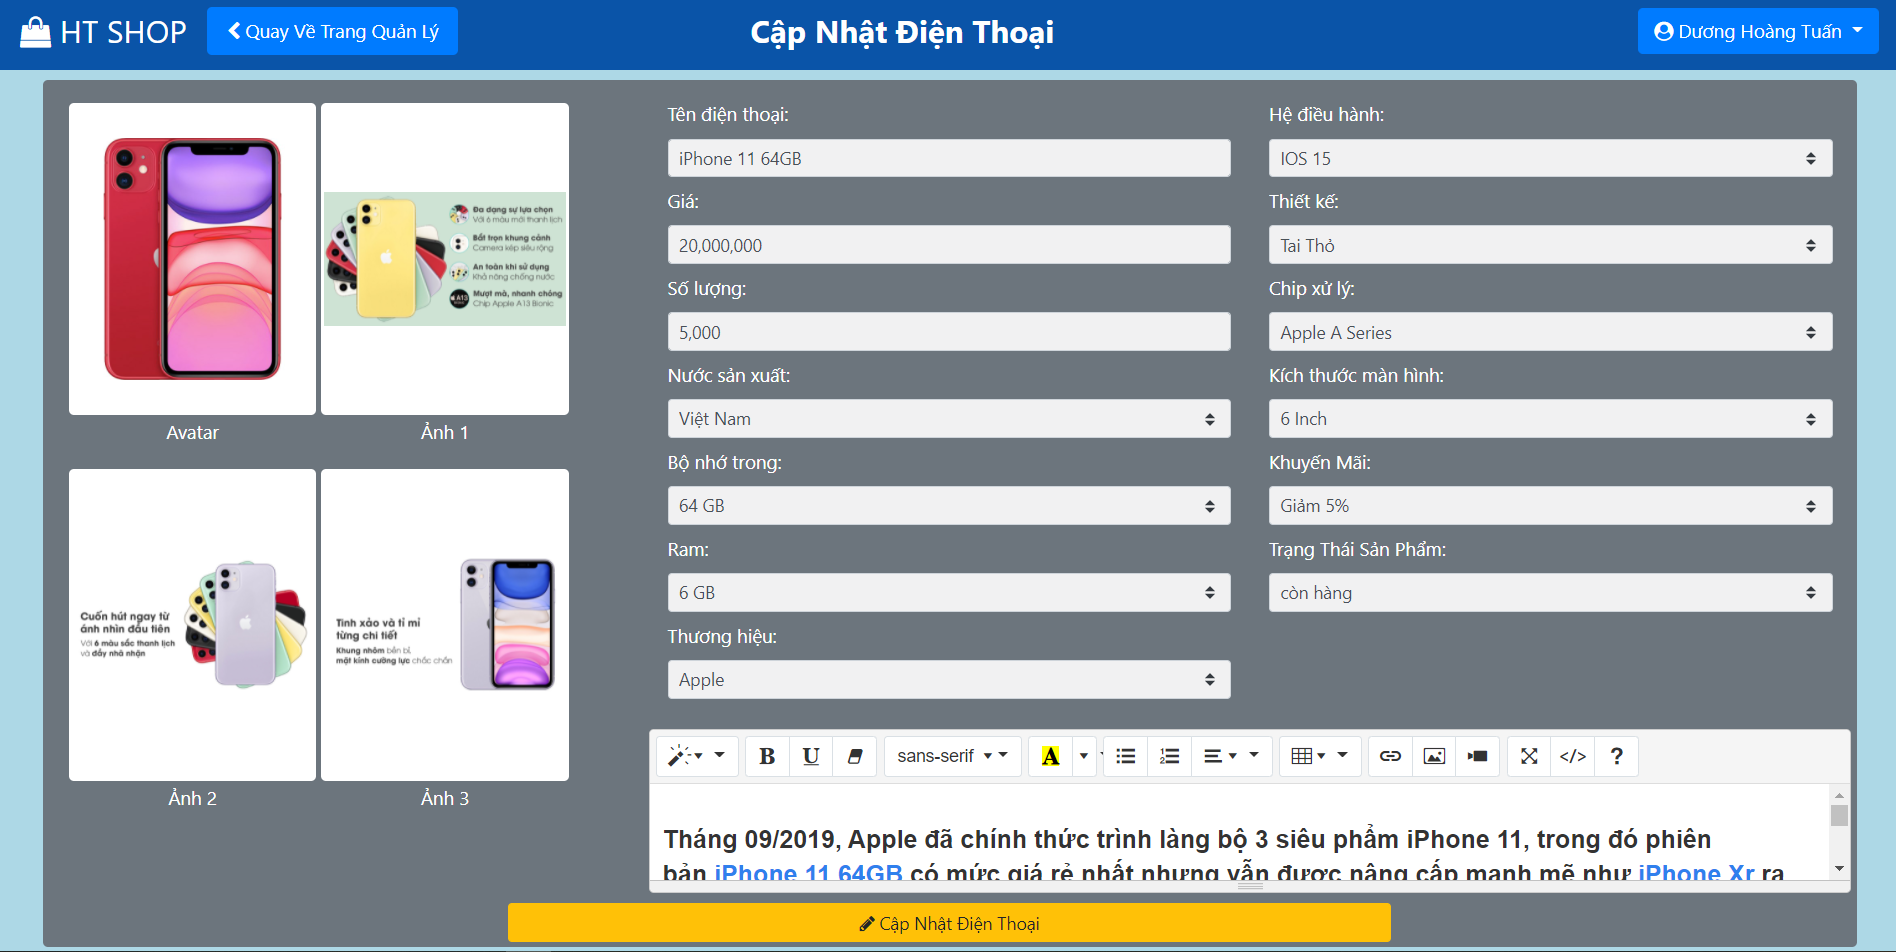 HT SHOP
Quay Về Trang Quản Lý
Cập Nhật Điện Thoại
Dương Hoàng Tuấn
Avatar
Đa dạng sự lựa chọn
Với 6 màu mới thanh lịch
Bắt trọn khung cảnh
Camera kép siêu rộng
An toàn khi sử dụng
Khả năng chống nước
Mượt mà, nhanh chóng
Chip Apple A13 Bionic
A13
Ảnh 1
Cuốn hút ngay từ
ánh nhìn đầu tiên
Với 6 màu sắc thanh lịch
và đầy nhã nhặn
Ảnh 2
Tinh xảo và tỉ mỉ
từng chi tiết
Khung nhôm bền bỉ,
mặt kính cường lực chắc chắn
Ảnh 3
Tên điện thoại:
iPhone 11 64GB
Giá:
20,000,000
Số lượng:
5,000
Nước sản xuất:
Việt Nam
Bộ nhớ trong:
64 GB
Ram:
6 GB
Thương hiệu:
Apple
Hệ điều hành:
IOS 15
Thiết kế:
Tai Thỏ
Chip xử lý:
Apple A Series
Kích thước màn hình:
6 Inch
Khuyến Mãi:
Giảm 5%
Trạng Thái Sản Phẩm:
còn hàng
B U sans-serif A </> ?
Tháng 09/2019, Apple đã chính thức trình làng bộ 3 siêu phẩm iPhone 11, trong đó phiên
bản iPhone 11 64GB có mức giá rẻ nhất nhưng vẫn được nâng cấp mạnh mẽ như iPhone Xr ra
Cập Nhật Điện Thoại